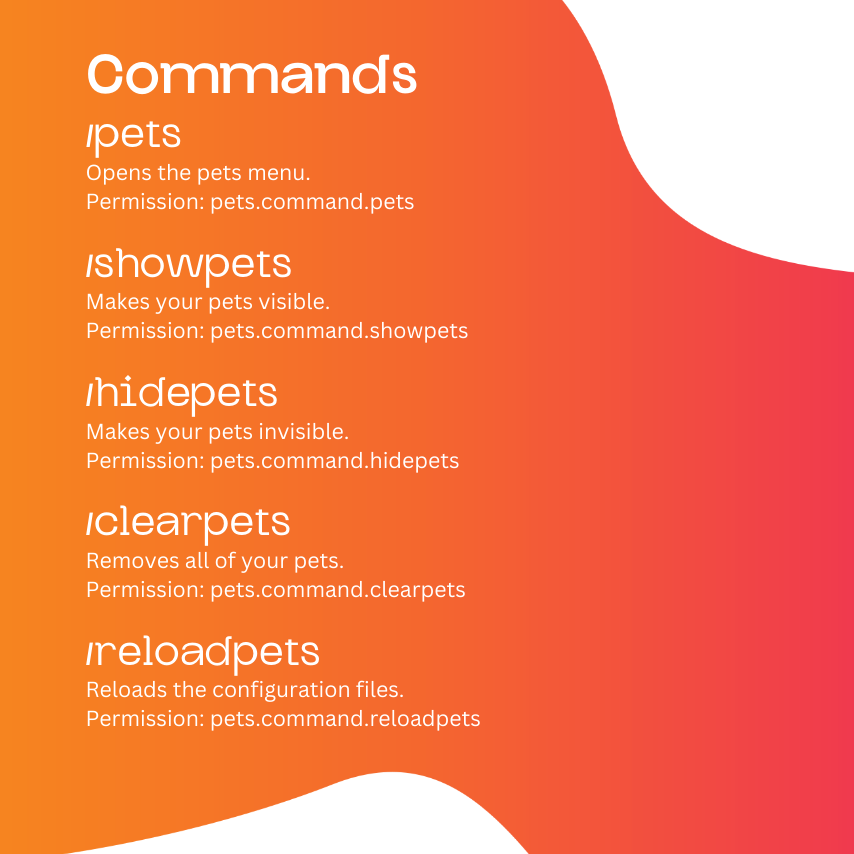 Commands
/pets
Opens the pets menu.
Permission: pets.command.pets
/showpets
Makes your pets visible.
Permission: pets.command.showpets
/hidepets
Makes your pets invisible.
Permission: pets.command.hidepets
/clearpets
Removes all of your pets.
Permission: pets.command.clearpets
/reloadpets
Reloads the configuration files.
Permission: pets.command.reloadpets